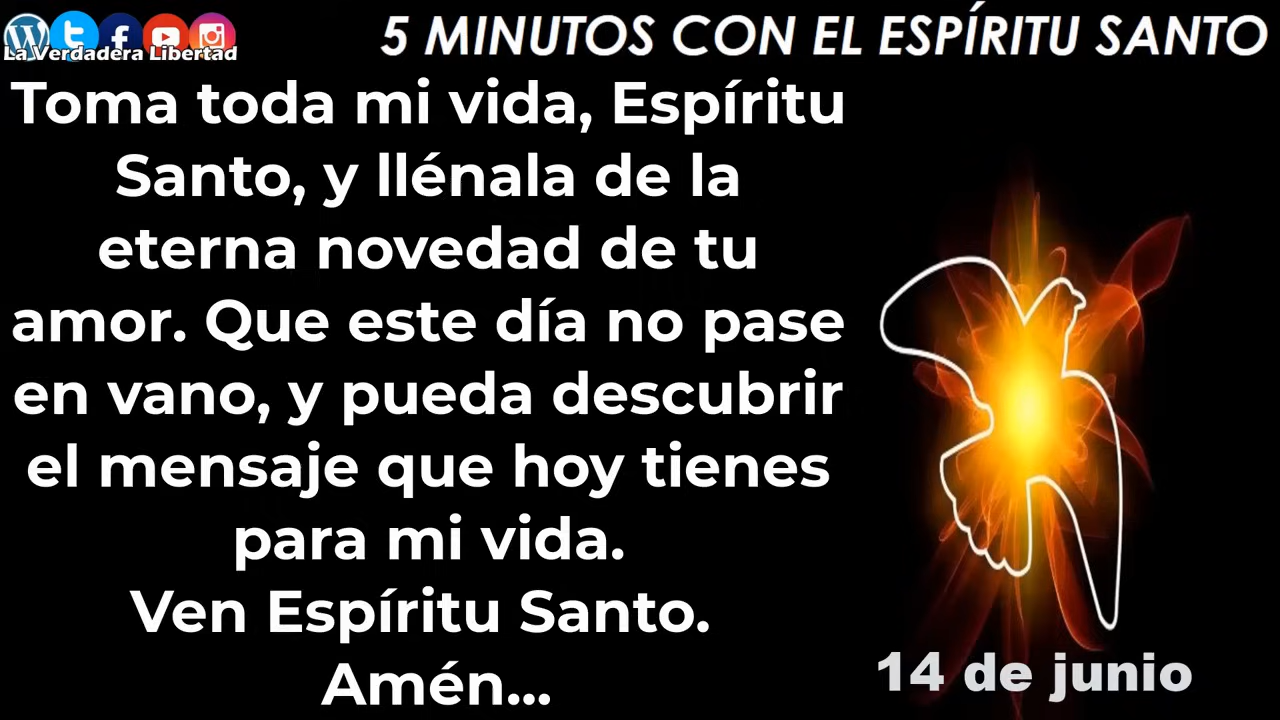 5 MINUTOS CON EL ESPÍRITU SANTO
La Verdadera Libertad
Toma toda mi vida, Espíritu
Santo, y llénala de la
eterna novedad de tu
amor. Que este día no pase
en vano, y pueda descubrir
el mensaje que hoy tienes
para mi vida.
Ven Espíritu Santo.
Amén...
14 de junio